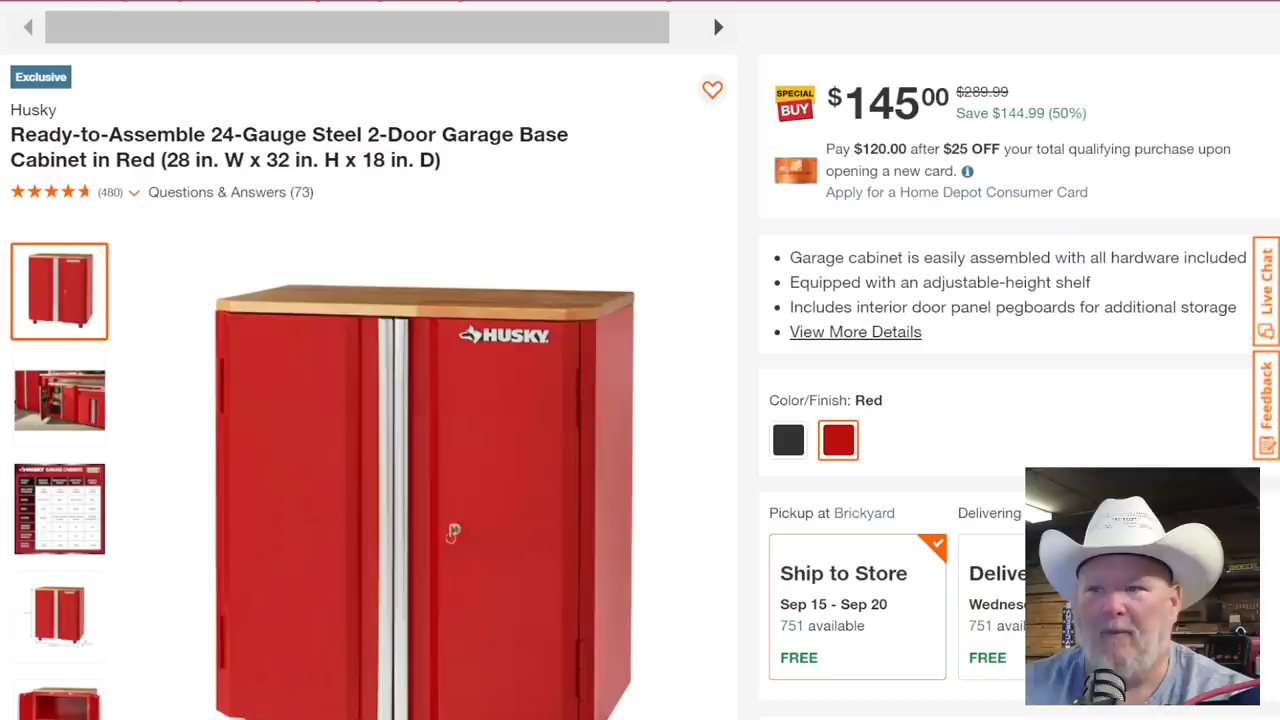 Exclusive
Husky
Ready-to-Assemble 24-Gauge Steel 2-Door Garage Base
Cabinet in Red (28 in. W x 32 in. H x 18 in. D)
(480)
Questions & Answers (73)
HUSKY
SPECIAL
BUY
$145.00
$289.99
Save $144.99 (50%)
Pay $120.00 after $25 OFF your total qualifying purchase upon
opening a new card.
Apply for a Home Depot Consumer Card
Garage cabinet is easily assembled with all hardware included
Equipped with an adjustable-height shelf
Includes interior door panel pegboards for additional storage
View More Details
Live Chat
Feedback
Color/Finish: Red
Pickup at Brickyard
Delivering
Ship to Store
Sep 15 - Sep 20
751 available
FREE
Delive
Wednes
751 avail
FREE